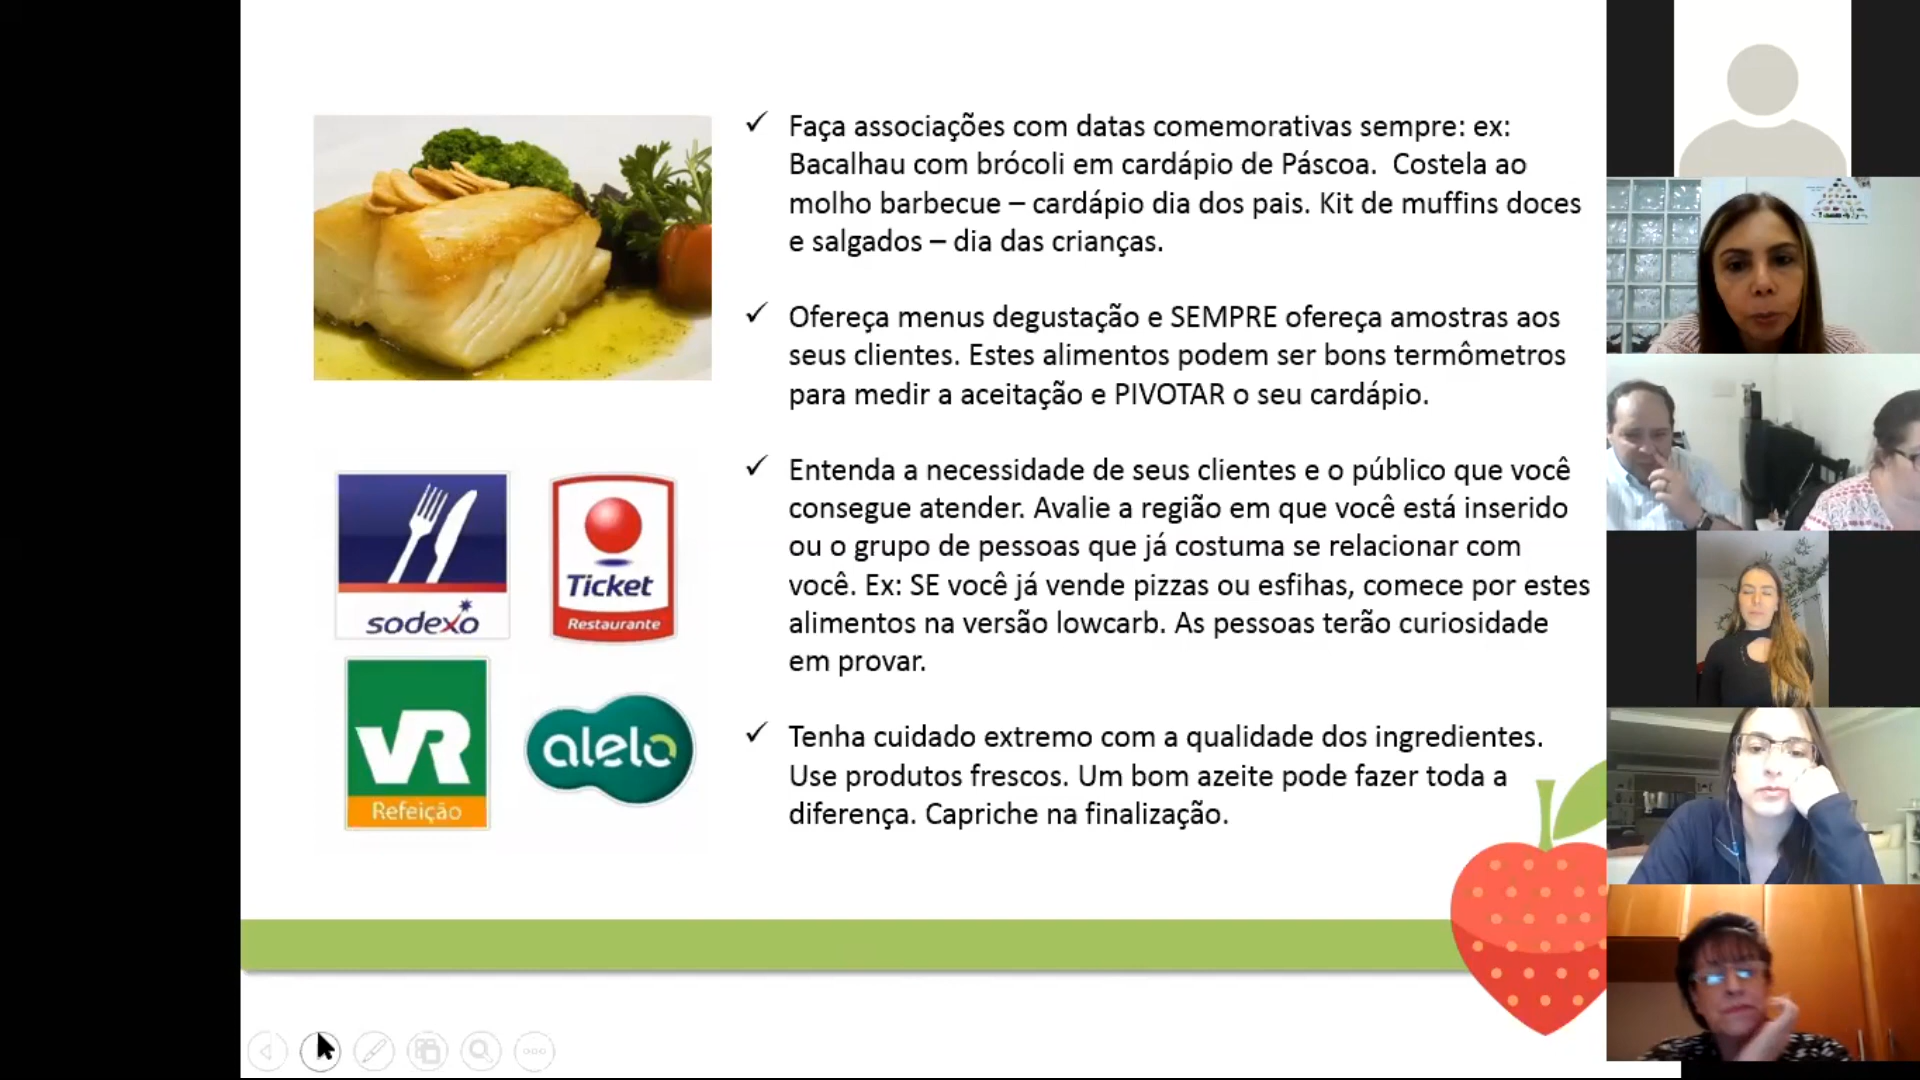 Faça associações com datas comemorativas sempre: ex:
Bacalhau com brócoli em cardápio de Páscoa.  Costela ao
molho barbecue – cardápio dia dos pais. Kit de muffins doces
e salgados – dia das crianças.
Ofereça menus degustação e SEMPRE ofereça amostras aos
seus clientes. Estes alimentos podem ser bons termômetros
para medir a aceitação e PIVOTAR o seu cardápio.
Entenda a necessidade de seus clientes e o público que você
consegue atender. Avalie a região em que você está inserido
ou o grupo de pessoas que já costuma se relacionar com
você. Ex: SE você já vende pizzas ou esfihas, comece por estes
alimentos na versão lowcarb. As pessoas terão curiosidade
em provar.
Tenha cuidado extremo com a qualidade dos ingredientes.
Use produtos frescos. Um bom azeite pode fazer toda a
diferença. Capriche na finalização.
sodexo
Ticket
Restaurante
VR
Refeição
alelo